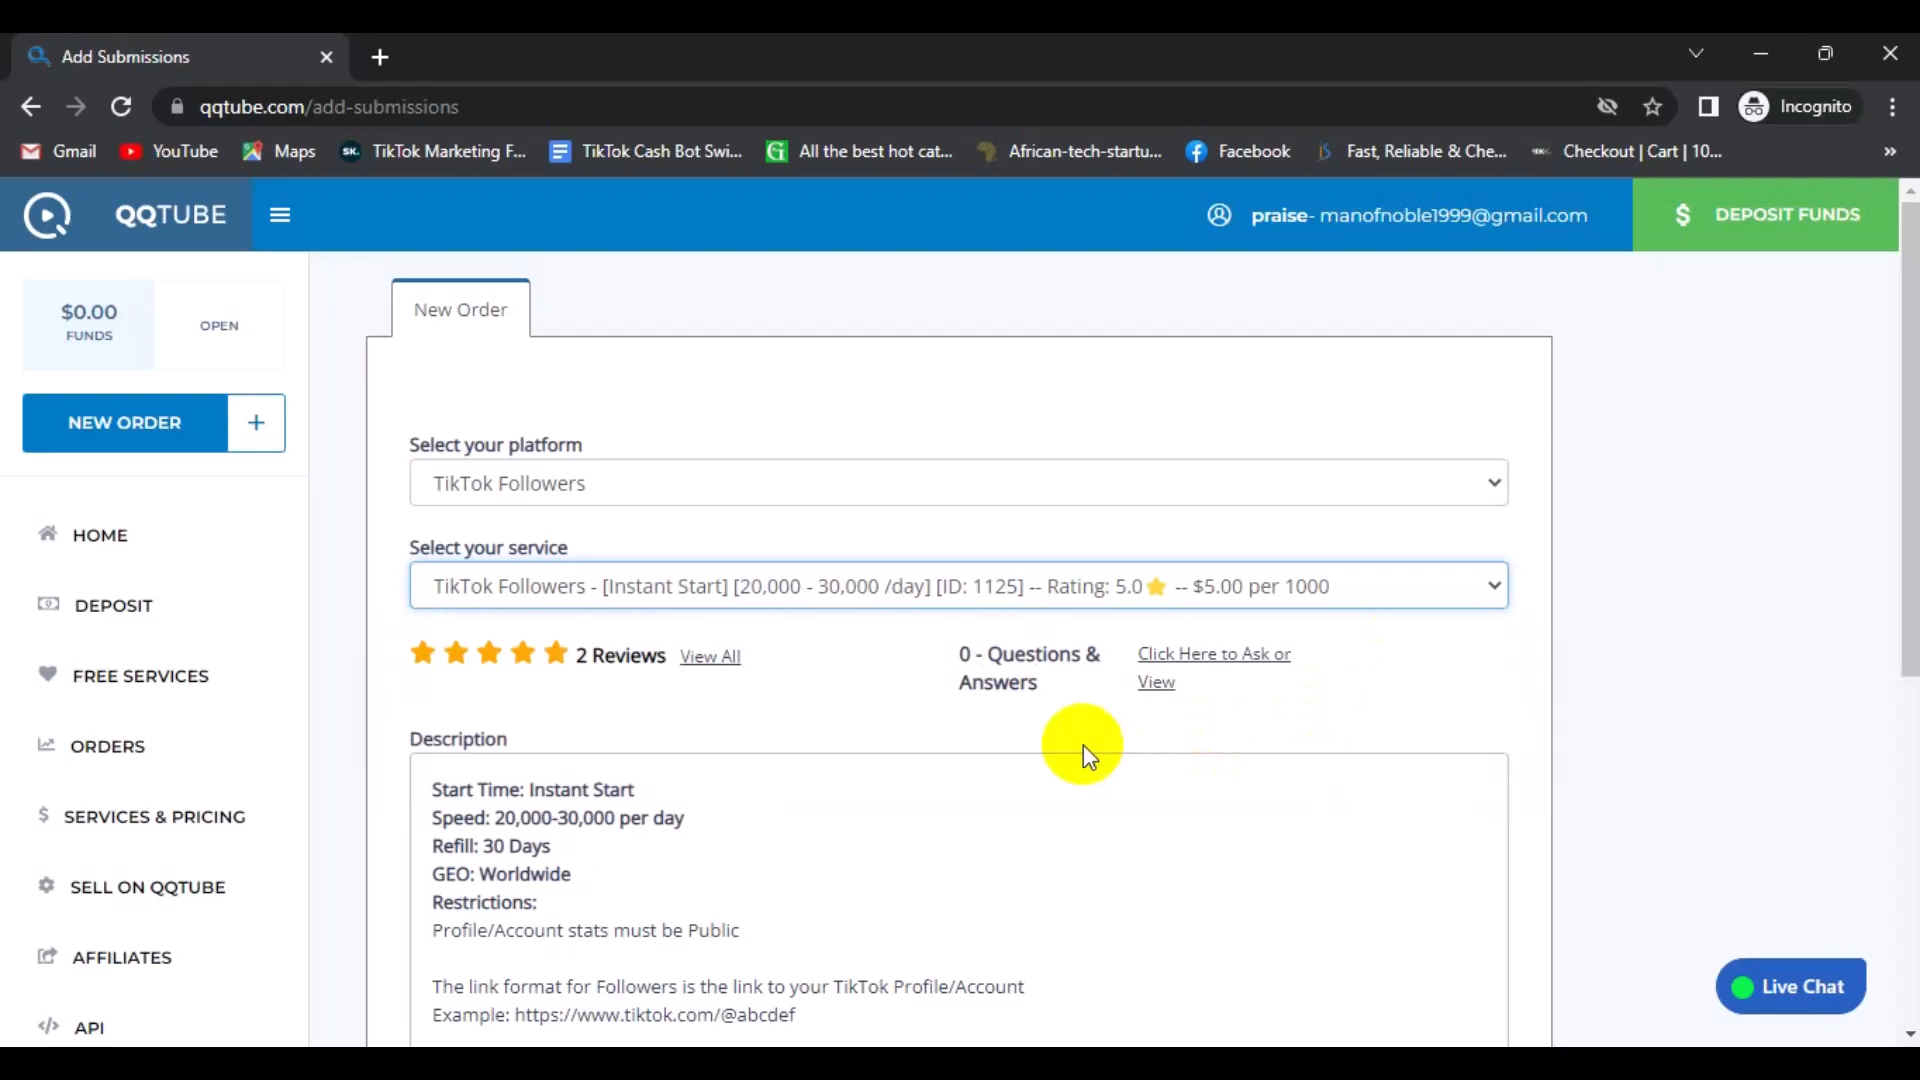 Add Submissions
qqtube.com/add-submissions
Incognito
Gmail
YouTube
Maps
SK.
TikTok Marketing F...
TikTok Cash Bot Swi...
All the best hot cat...
African-tech-startu...
Facebook
Fast, Reliable & Che...
Checkout | Cart | 10...
»
QQTUBE
praise- manofnoble1999@gmail.com
$ DEPOSIT FUNDS
$0.00
FUNDS
OPEN
NEW ORDER
+
HOME
DEPOSIT
FREE SERVICES
ORDERS
$ SERVICES & PRICING
SELL ON QQTUBE
AFFILIATES
</> API
New Order
Select your platform
TikTok Followers
Select your service
TikTok Followers - [Instant Start] [20,000 - 30,000 /day] [ID: 1125] -- Rating: 5.0⭐ -- $5.00 per 1000
2 Reviews View All
0 - Questions &
Answers
Click Here to Ask or
View
Description
Start Time: Instant Start
Speed: 20,000-30,000 per day
Refill: 30 Days
GEO: Worldwide
Restrictions:
Profile/Account stats must be Public
The link format for Followers is the link to your TikTok Profile/Account
Example: https://www.tiktok.com/@abcdef
Live Chat